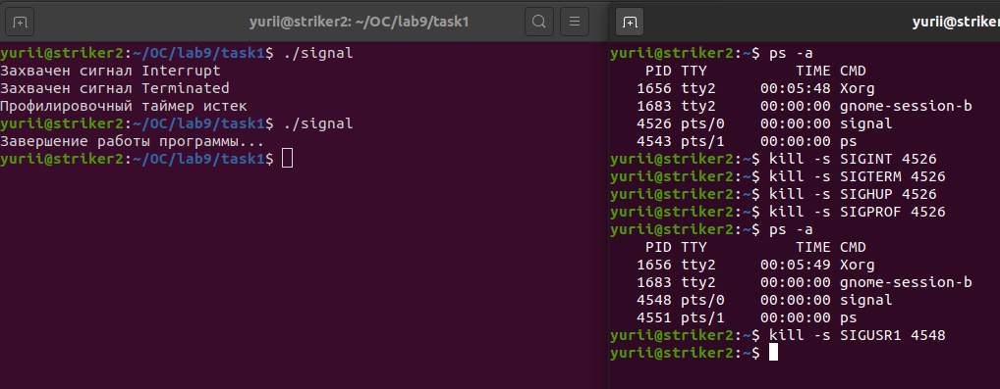 yurii@striker2: ~/OC/lab9/task1
yurii@striker2:~/OC/lab9/task1$ ./signal
Захвачен сигнал Interrupt
Захвачен сигнал Terminated
Профилировочный таймер истек
yurii@striker2:~/OC/lab9/task1$ ./signal
Завершение работы программы...
yurii@striker2:~/OC/lab9/task1$
yurii@striker
yurii@striker2:~$ ps -a
    PID TTY          TIME CMD
   1656 tty2     00:05:48 Xorg
   1683 tty2     00:00:00 gnome-session-b
   4526 pts/0    00:00:00 signal
   4543 pts/1    00:00:00 ps
yurii@striker2:~$ kill -s SIGINT 4526
yurii@striker2:~$ kill -s SIGTERM 4526
yurii@striker2:~$ kill -s SIGHUP 4526
yurii@striker2:~$ kill -s SIGPROF 4526
yurii@striker2:~$ ps -a
    PID TTY          TIME CMD
   1656 tty2     00:05:49 Xorg
   1683 tty2     00:00:00 gnome-session-b
   4548 pts/0    00:00:00 signal
   4551 pts/1    00:00:00 ps
yurii@striker2:~$ kill -s SIGUSR1 4548
yurii@striker2:~$